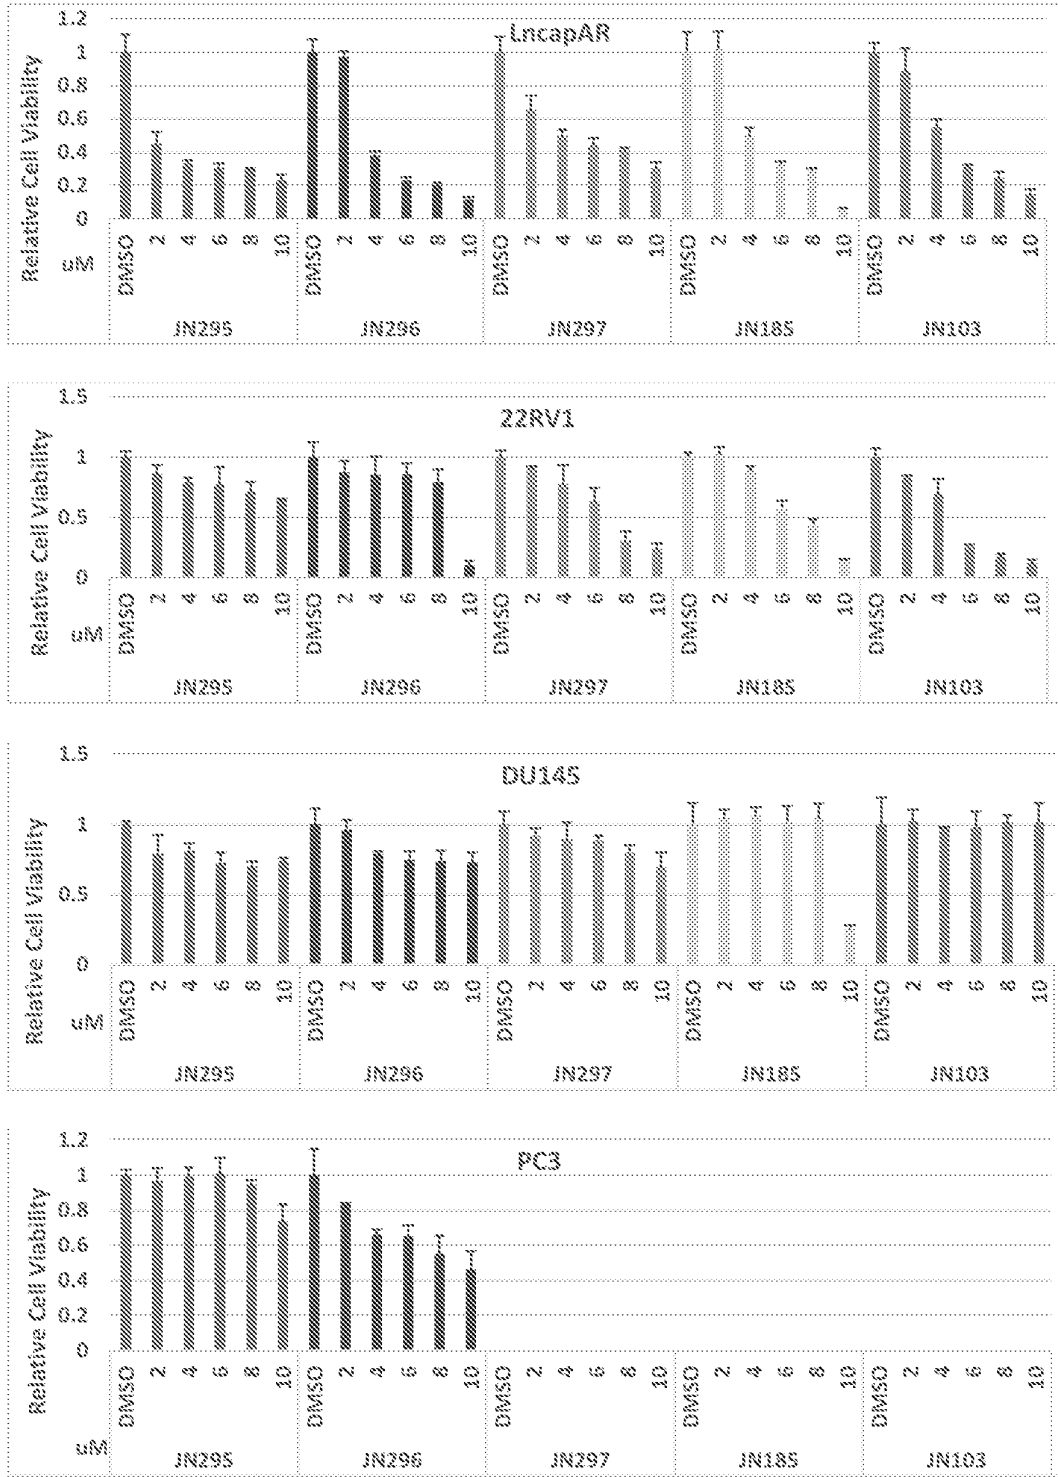 LncapAR
Relative Cell Viability
1.2
1
0.8
0.6
0.4
0.2
0
uM
DMSO 2 4 6 8 10 DMSO 2 4 6 8 10 DMSO 2 4 6 8 10 DMSO 2 4 6 8 10 DMSO 2 4 6 8 10
JN295 JN296 JN297 JN185 JN103
22RV1
Relative Cell Viability
1.5
1
0.5
0
uM
DMSO 2 4 6 8 10 DMSO 2 4 6 8 10 DMSO 2 4 6 8 10 DMSO 2 4 6 8 10 DMSO 2 4 6 8 10
JN295 JN296 JN297 JN185 JN103
DU145
Relative Cell Viability
1.5
1
0.5
0
uM
DMSO 2 4 6 8 10 DMSO 2 4 6 8 10 DMSO 2 4 6 8 10 DMSO 2 4 6 8 10 DMSO 2 4 6 8 10
JN295 JN296 JN297 JN185 JN103
PC3
Relative Cell Viability
1.2
1
0.8
0.6
0.4
0.2
0
uM
DMSO 2 4 6 8 10 DMSO 2 4 6 8 10 DMSO 2 4 6 8 10 DMSO 2 4 6 8 10 DMSO 2 4 6 8 10
JN295 JN296 JN297 JN185 JN103